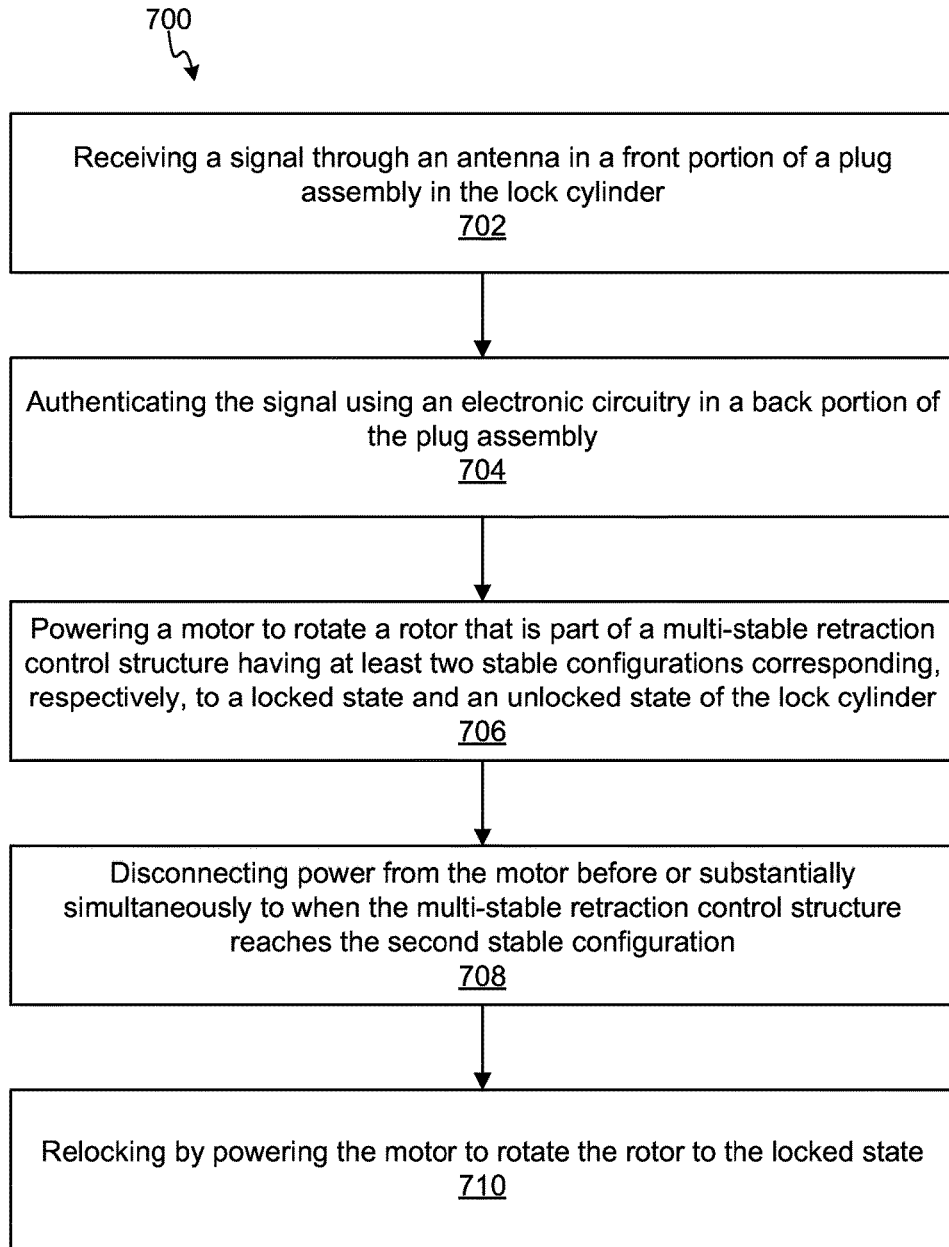 700
Receiving a signal through an antenna in a front portion of a plug
assembly in the lock cylinder
702
Authenticating the signal using an electronic circuitry in a back portion of
the plug assembly
704
Powering a motor to rotate a rotor that is part of a multi-stable retraction
control structure having at least two stable configurations corresponding,
respectively, to a locked state and an unlocked state of the lock cylinder
706
Disconnecting power from the motor before or substantially
simultaneously to when the multi-stable retraction control structure
reaches the second stable configuration
708
Relocking by powering the motor to rotate the rotor to the locked state
710